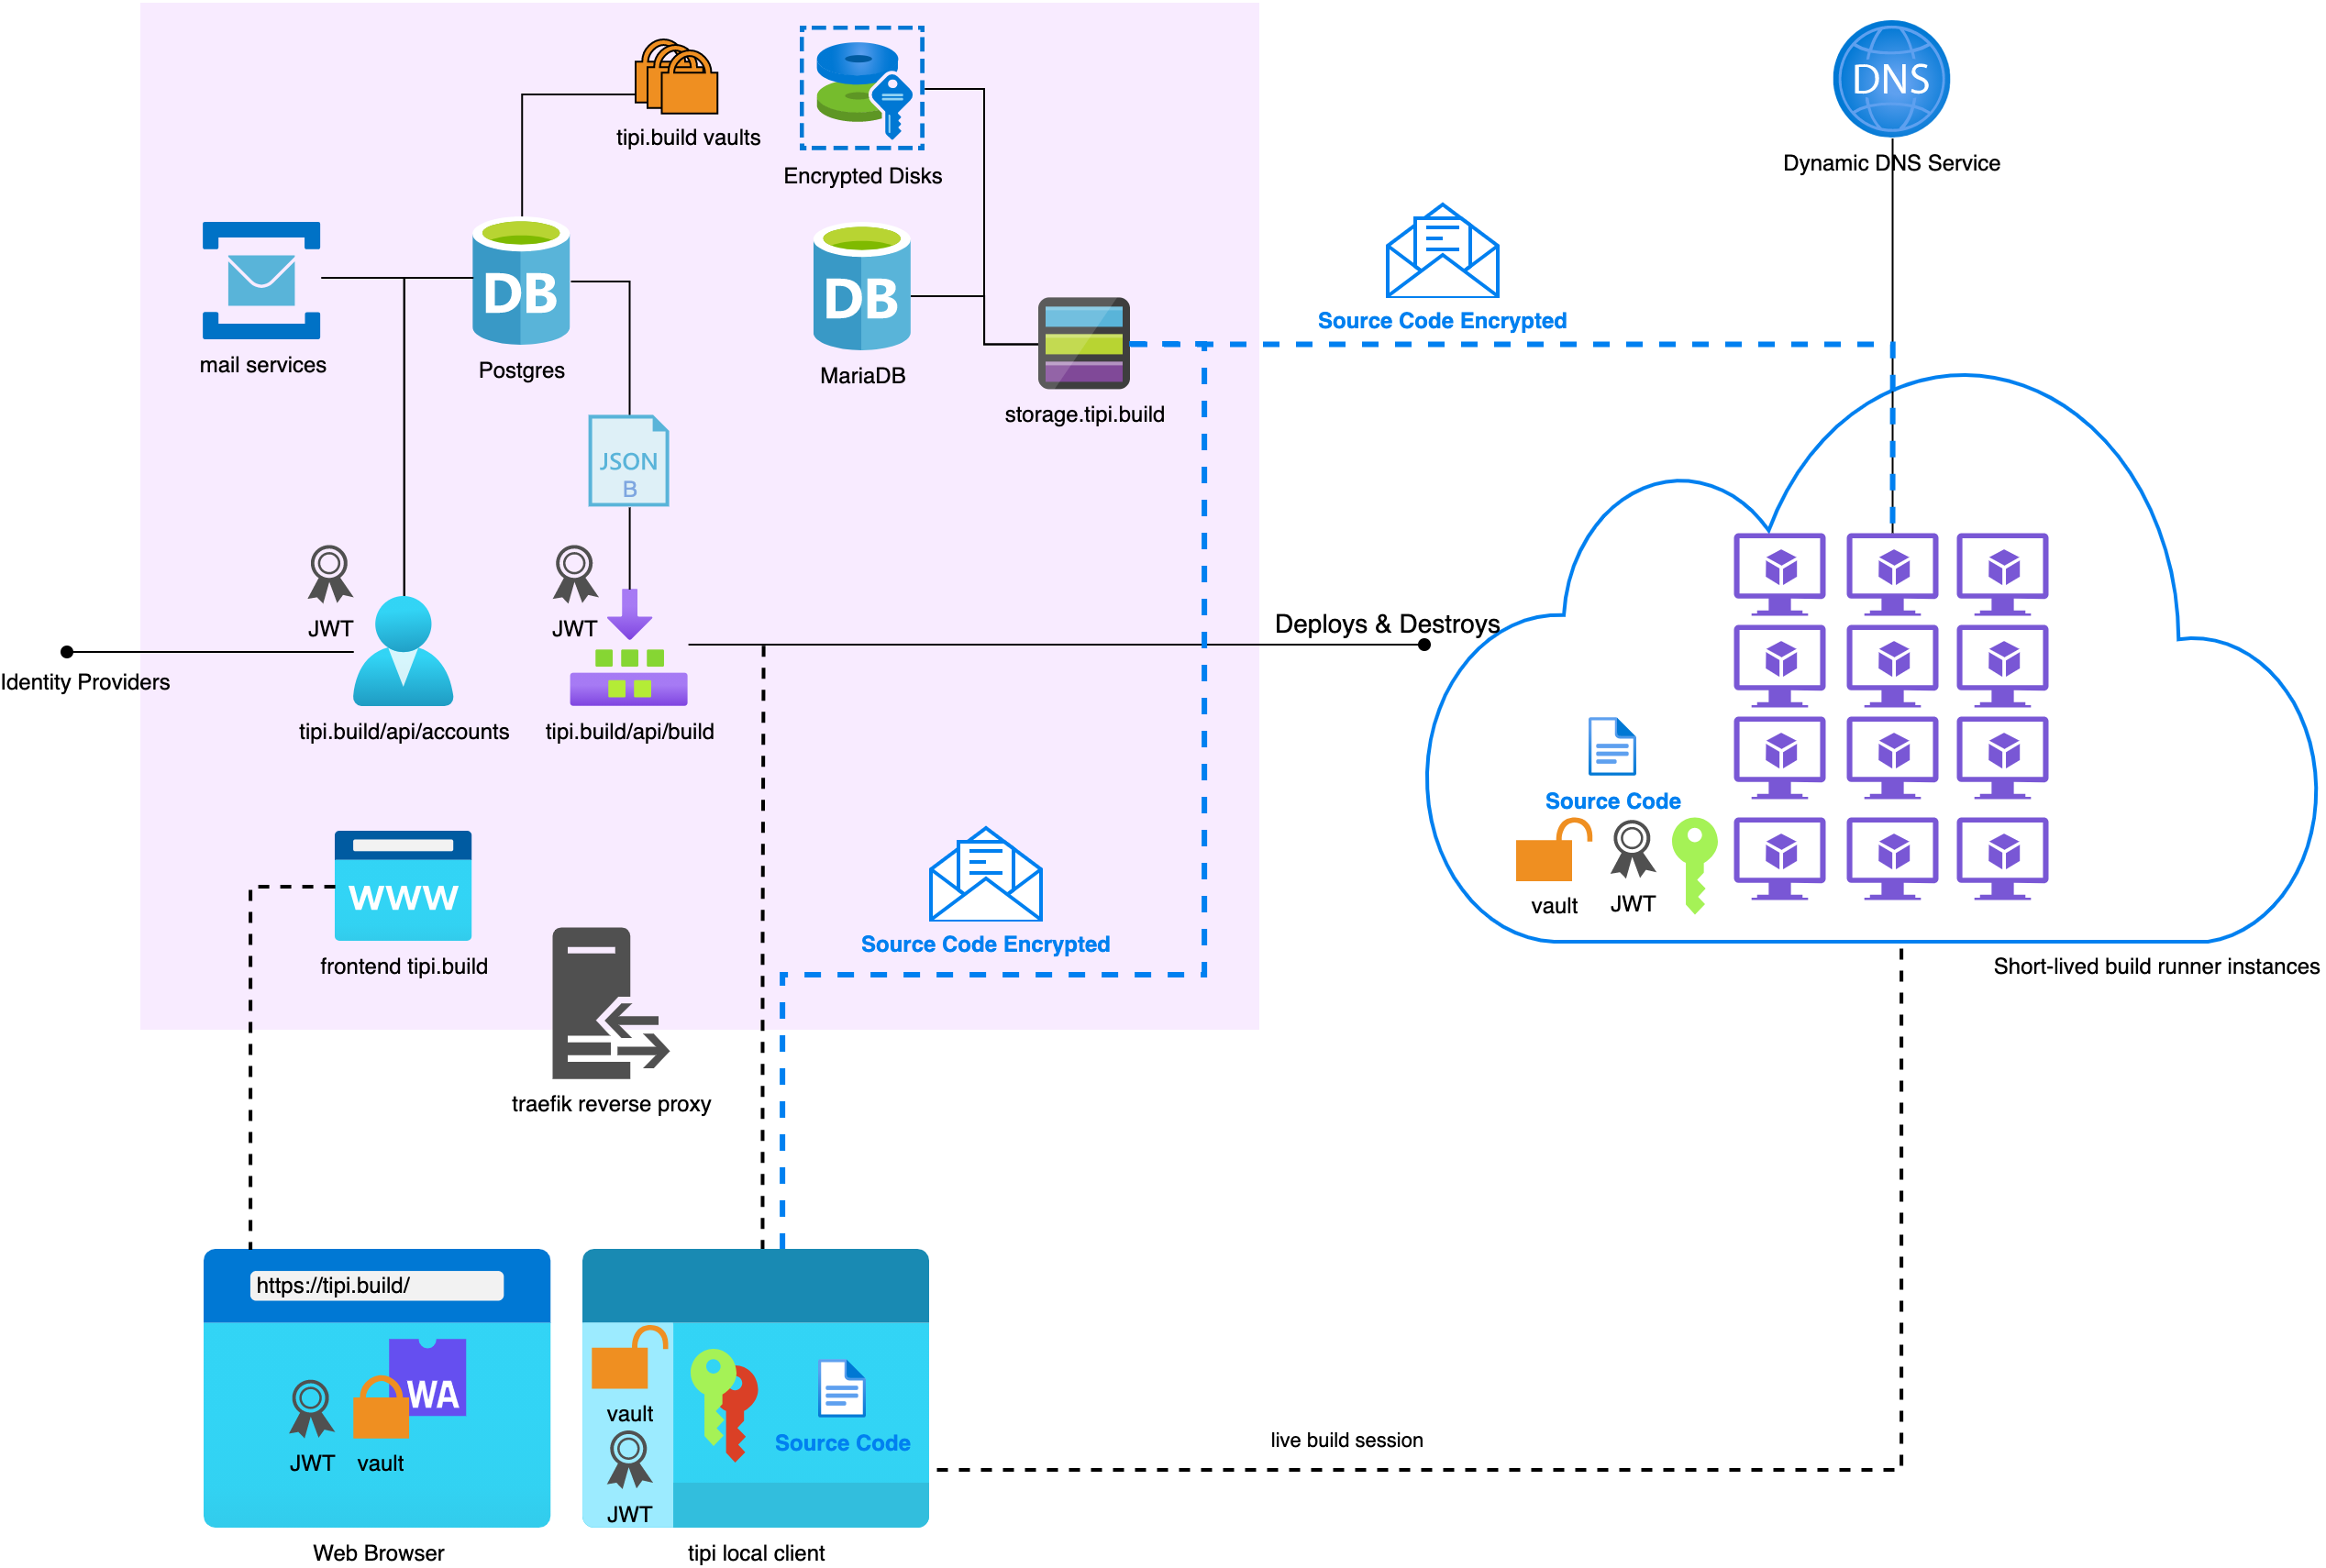 tipi.build vaults
Encrypted Disks
DNS
Dynamic DNS Service
mail services
DB
Postgres
DB
MariaDB
storage.tipi.build
Source Code Encrypted
JSON
B
JWT
JWT
Deploys & Destroys
Identity Providers
tipi.build/api/accounts
tipi.build/api/build
Source Code
vault
JWT
Short-lived build runner instances
www
frontend tipi.build
Source Code Encrypted
traefik reverse proxy
https://tipi.build/
WA
JWT
vault
Web Browser
vault
JWT
Source Code
tipi local client
live build session